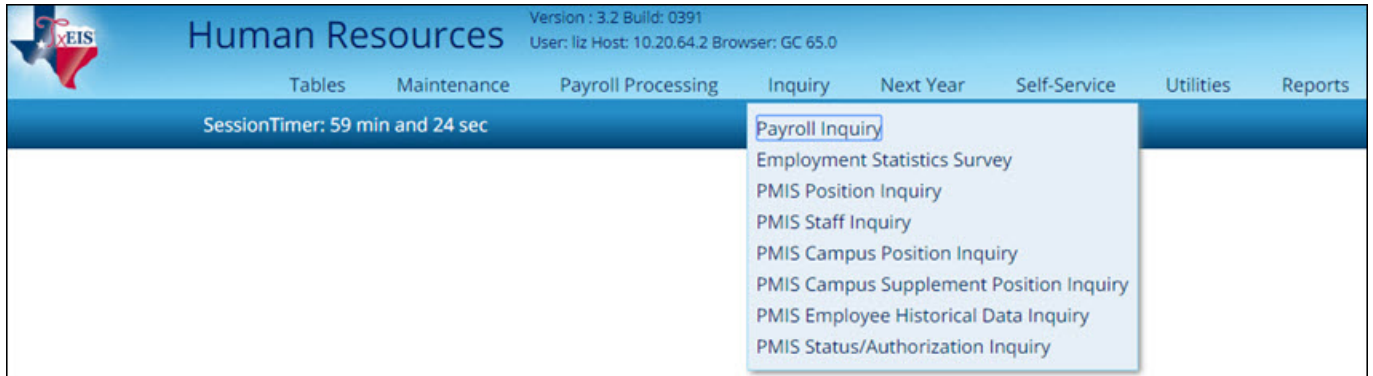 TxEIS
Human Resources
Version : 3.2 Build: 0391
User: liz Host: 10.20.64.2 Browser: GC 65.0
Tables Maintenance Payroll Processing Inquiry Next Year Self-Service Utilities Reports
SessionTimer: 59 min and 24 sec
Payroll Inquiry
Employment Statistics Survey
PMIS Position Inquiry
PMIS Staff Inquiry
PMIS Campus Position Inquiry
PMIS Campus Supplement Position Inquiry
PMIS Employee Historical Data Inquiry
PMIS Status/Authorization Inquiry